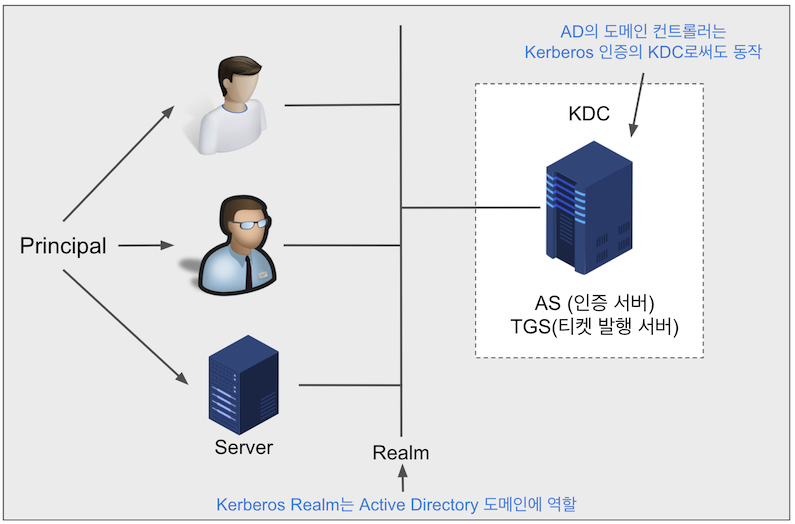 AD의 도메인 컨트롤러는
Kerberos 인증의 KDC로써도 동작
KDC
Principal
AS (인증 서버)
TGS(티켓 발행 서버)
Server
Realm
Kerberos Realm는 Active Directory 도메인에 역할